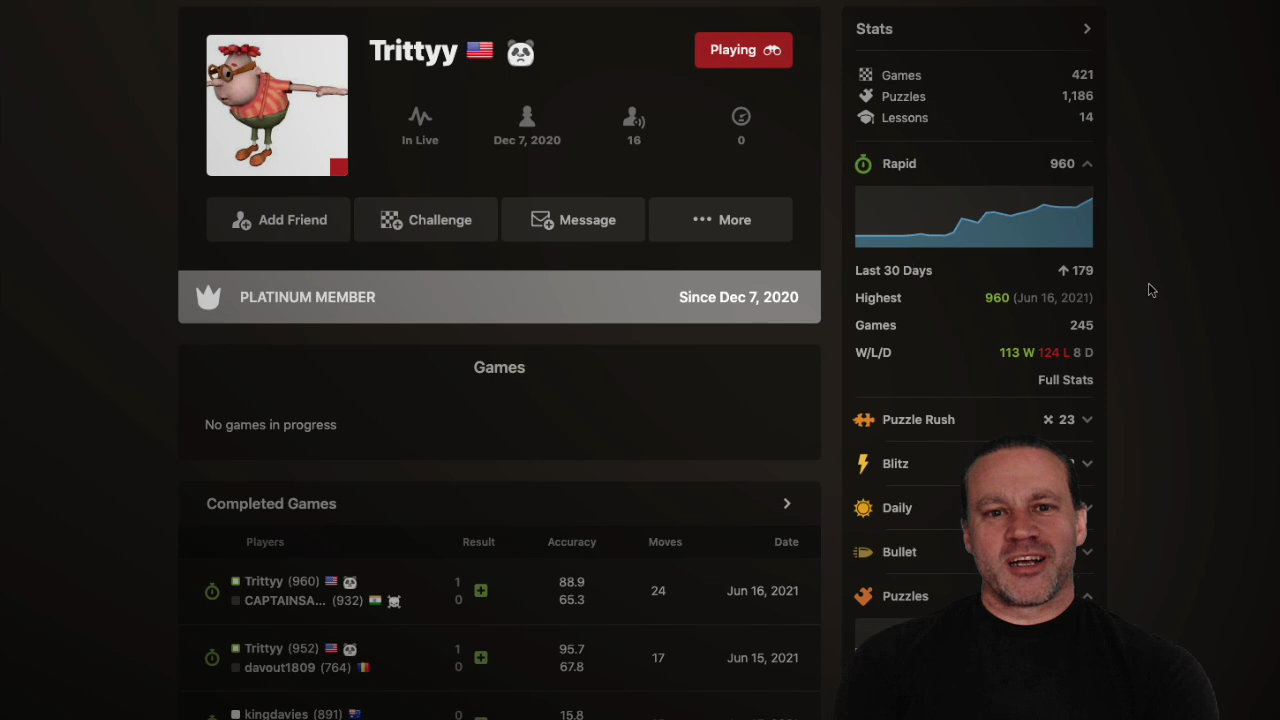 Trittyy
Playing
In Live
Dec 7, 2020
16
0
Add Friend
Challenge
Message
More
PLATINUM MEMBER
Since Dec 7, 2020
Games
No games in progress
Completed Games
Players Result Accuracy Moves Date
Trittyy (960) 1 88.9
CAPTAINSA... (932) 0 65.3
24 Jun 16, 2021
Trittyy (952) 1 95.7
davout1809 (764) 0 67.8
17 Jun 15, 2021
kingdavies (891) 0 15.8
Stats
Games 421
Puzzles 1,186
Lessons 14
Rapid 960
Last 30 Days 179
Highest 960 (Jun 16, 2021)
Games 245
W/L/D 113 W 124 L 8 D
Full Stats
Puzzle Rush 23
Blitz
Daily
Bullet
Puzzles